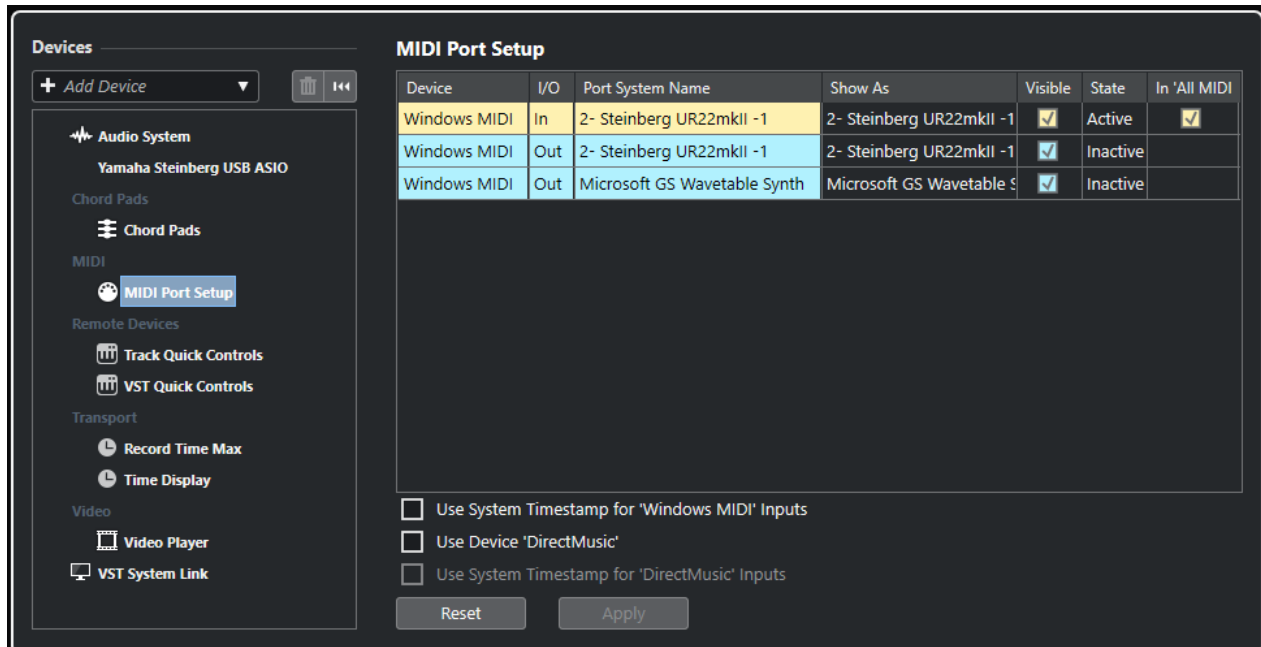 Devices
+ Add Device
Audio System
Yamaha Steinberg USB ASIO
Chord Pads
Chord Pads
MIDI
MIDI Port Setup
Remote Devices
Track Quick Controls
VST Quick Controls
Transport
Record Time Max
Time Display
Video
Video Player
VST System Link
MIDI Port Setup
Device I/O Port System Name Show As Visible State In 'All MIDI
Windows MIDI In 2- Steinberg UR22mkII -1 2- Steinberg UR22mkII -1 Active
Windows MIDI Out 2- Steinberg UR22mkII -1 2- Steinberg UR22mkII -1 Inactive
Windows MIDI Out Microsoft GS Wavetable Synth Microsoft GS Wavetable S Inactive
Use System Timestamp for 'Windows MIDI' Inputs
Use Device 'DirectMusic'
Use System Timestamp for 'DirectMusic' Inputs
Reset Apply